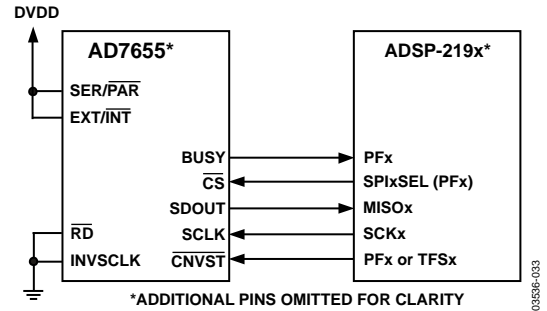 DVDD
AD7655*
ADSP-219x*
SER/PAR
EXT/INT
BUSY
PFx
CS
SPIxSEL (PFx)
SDOUT
MISOx
RD
SCLK
SCKx
INVSCLK
CNVST
PFx or TFSx
*ADDITIONAL PINS OMITTED FOR CLARITY
03536-033